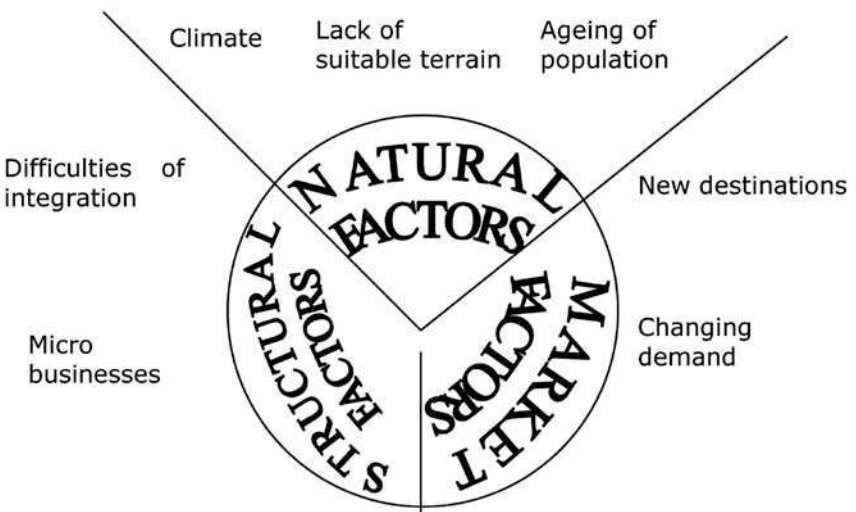 Climate
Lack of
suitable terrain
Ageing of
population
Difficulties of
integration
NATURAL
FACTORS
New destinations
STRUCTURAL
FACTORS
MARKET
FACTORS
Micro
businesses
Changing
demand